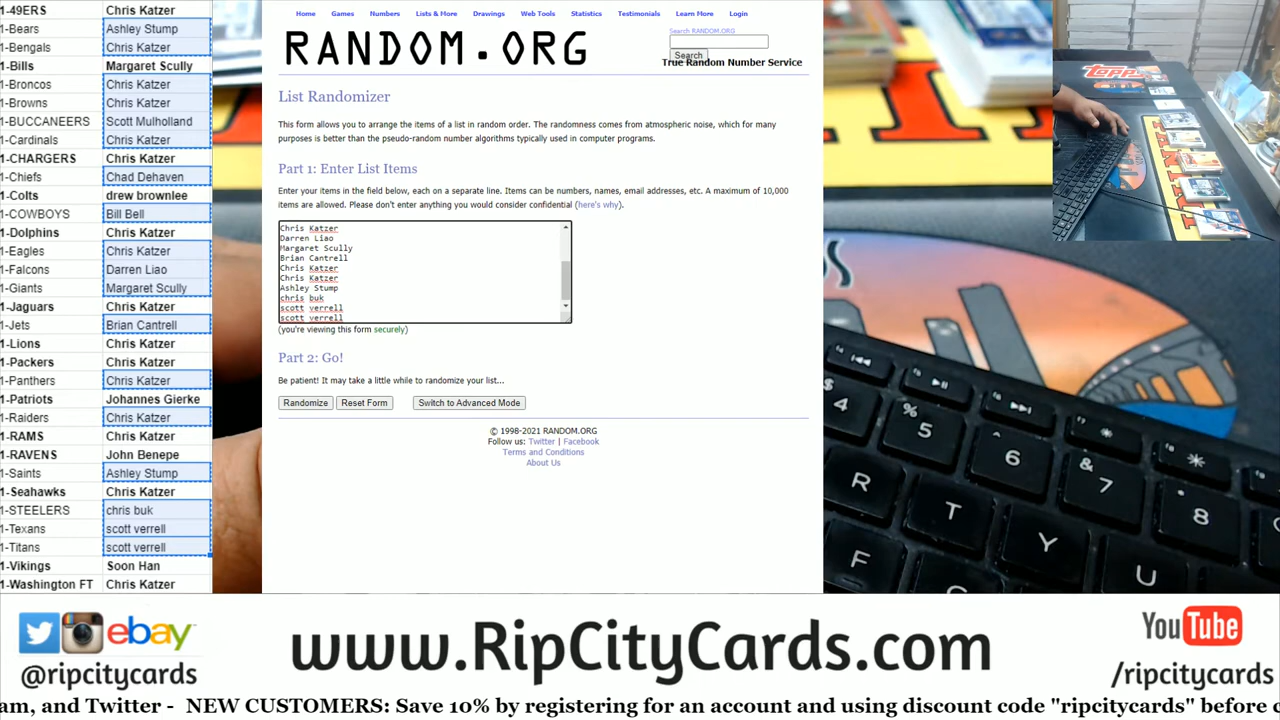 1-49ERS Chris Katzer
1-Bears Ashley Stump
1-Bengals Chris Katzer
1-Bills Margaret Scully
1-Broncos Chris Katzer
1-Browns Chris Katzer
1-BUCCANEERS Scott Mulholland
1-Cardinals Chris Katzer
1-CHARGERS Chris Katzer
1-Chiefs Chad Dehaven
1-Colts drew brownlee
1-COWBOYS Bill Bell
1-Dolphins Chris Katzer
1-Eagles Chris Katzer
1-Falcons Darren Liao
1-Giants Margaret Scully
1-Jaguars Chris Katzer
1-Jets Brian Cantrell
1-Lions Chris Katzer
1-Packers Chris Katzer
1-Panthers Chris Katzer
1-Patriots Johannes Gierke
1-Raiders Chris Katzer
1-RAMS Chris Katzer
1-RAVENS John Benepe
1-Saints Ashley Stump
1-Seahawks Chris Katzer
1-STEELERS chris buk
1-Texans scott verrell
1-Titans scott verrell
1-Vikings Soon Han
1-Washington FT Chris Katzer
Home Games Numbers Lists & More Drawings Web Tools Statistics Testimonials Learn More Login
Search RANDOM.ORG
RANDOM.ORG
Search
True Random Number Service
List Randomizer
This form allows you to arrange the items of a list in random order. The randomness comes from atmospheric noise, which for many
purposes is better than the pseudo-random number algorithms typically used in computer programs.
Part 1: Enter List Items
Enter your items in the field below, each on a separate line. Items can be numbers, names, email addresses, etc. A maximum of 10,000
items are allowed. Please don't enter anything you would consider confidential (here's why).
Chris Katzer
Darren Liao
Margaret Scully
Brian Cantrell
Chris Katzer
Chris Katzer
Ashley Stump
chris buk
scott verrell
scott verrell
(you're viewing this form securely)
Part 2: Go!
Be patient! It may take a little while to randomize your list...
Randomize Reset Form Switch to Advanced Mode
© 1998-2021 RANDOM.ORG
Follow us: Twitter | Facebook
Terms and Conditions
About Us
topps
$ 4
% 5
^ 6
& 7
* 8
R
T
Y
U
F
G
ebay
@ripcitycards
www.RipCityCards.com
YouTube
/ripcitycards
am, and Twitter - NEW CUSTOMERS: Save 10% by registering for an account and using discount code "ripcitycards" before c